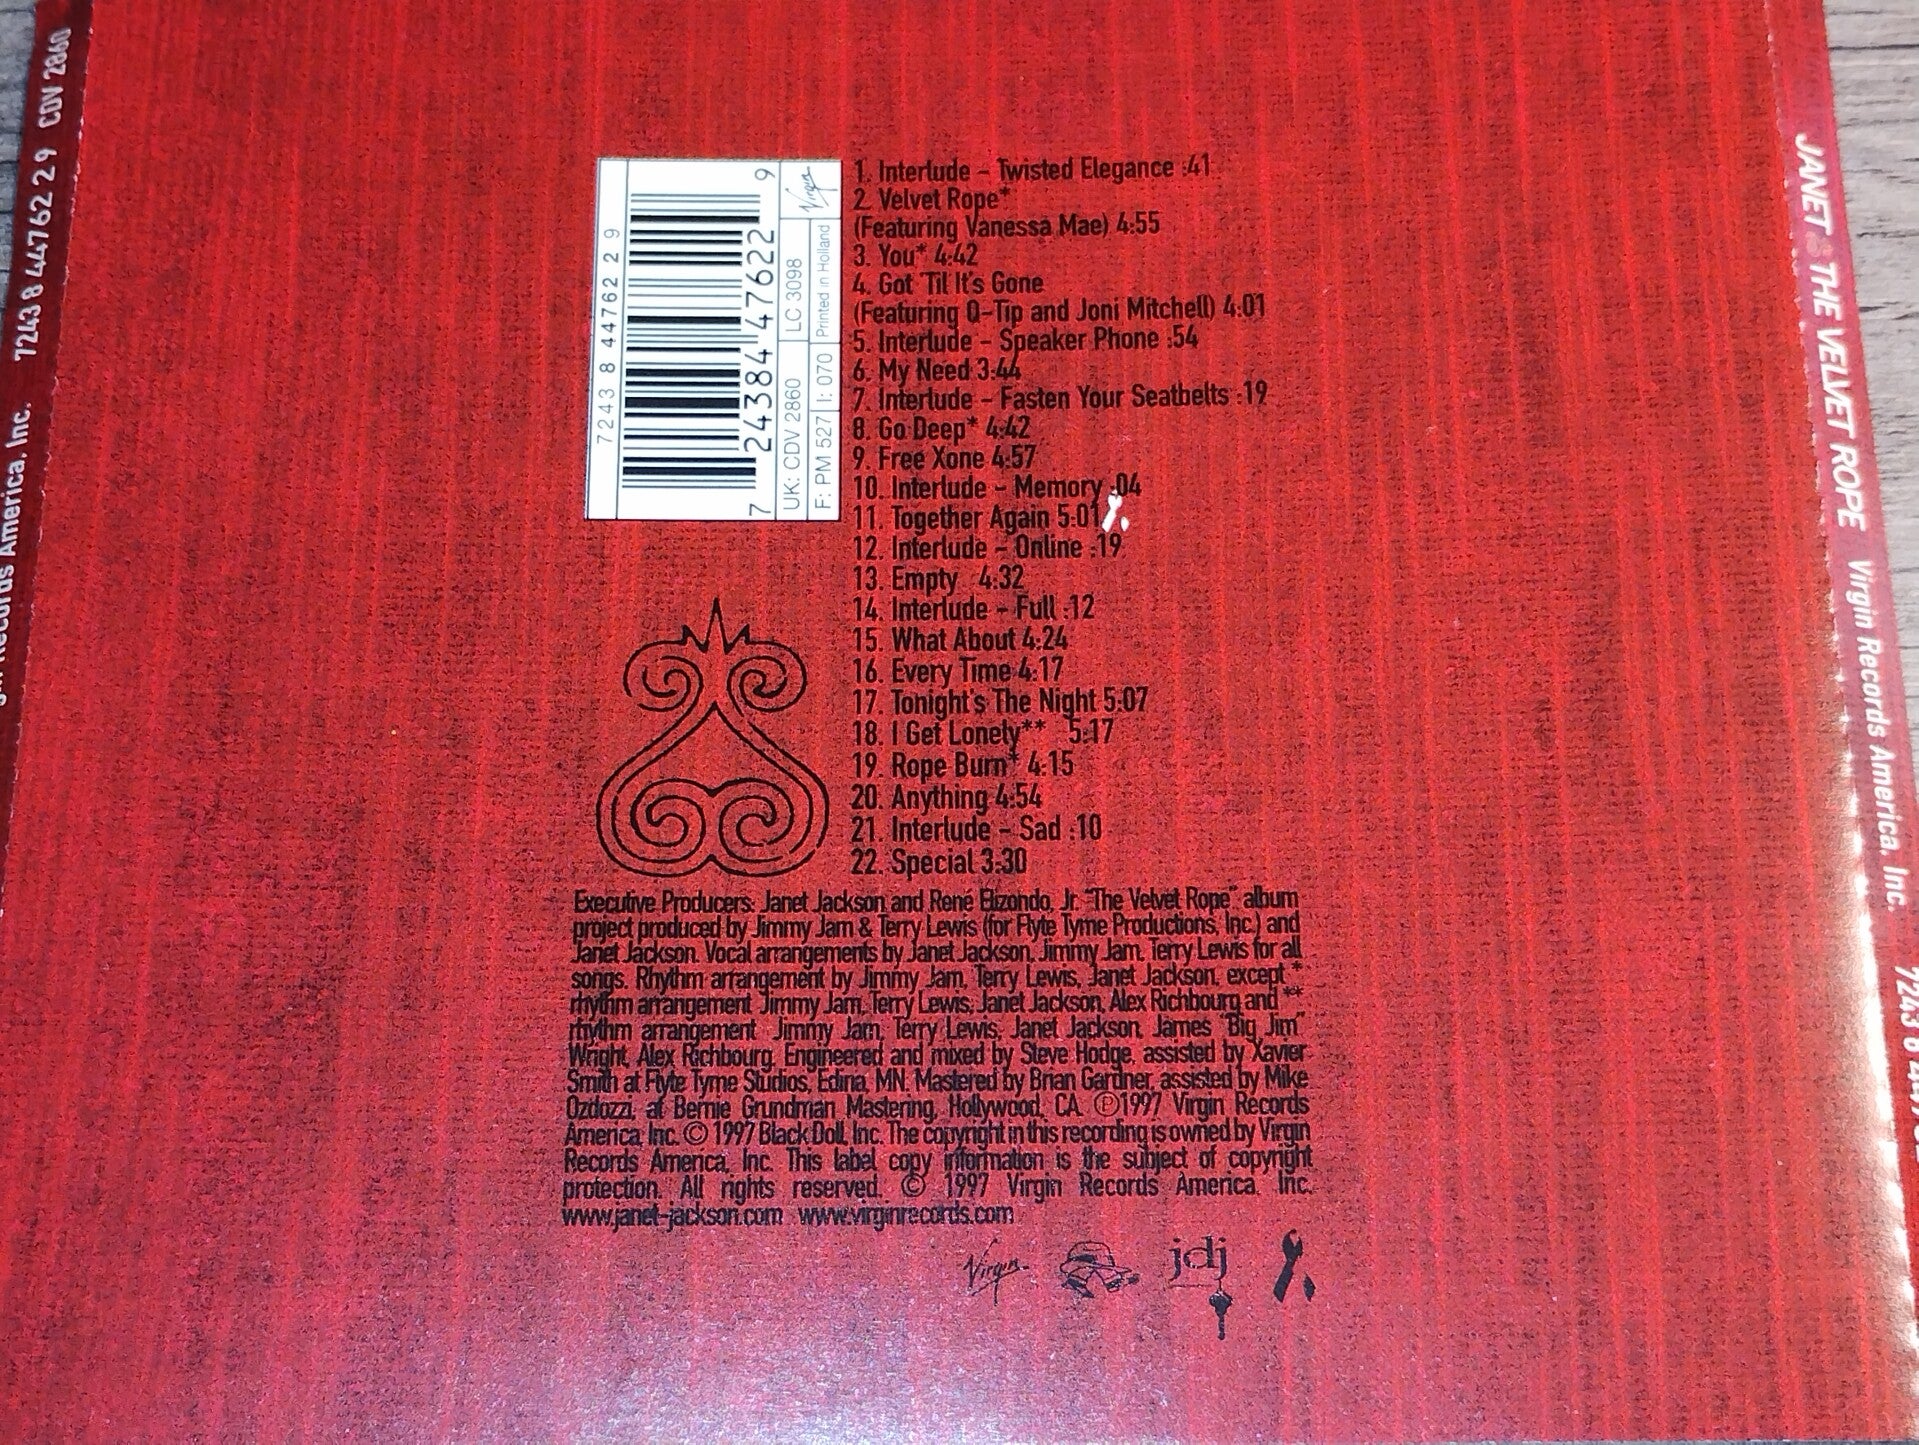 7243 8 44762 2 9 CDV 2860
Records America, Inc.
JANET THE VELVET ROPE Virgin Records America, Inc.
7243 8 44762 2 9
7 24384 47622 9
UK: CDV 2860 LC 3098 Virgin
F: PM 527 I: 070 Printed in Holland
1. Interlude - Twisted Elegance :41
2. Velvet Rope*
(Featuring Vanessa Mae) 4:55
3. You* 4:42
4. Got 'Til It's Gone
(Featuring Q-Tip and Joni Mitchell) 4:01
5. Interlude - Speaker Phone :54
6. My Need 3:44
7. Interlude - Fasten Your Seatbelts :19
8. Go Deep* 4:42
9. Free Xone 4:57
10. Interlude - Memory :04
11. Together Again 5:01
12. Interlude - Online :19
13. Empty 4:32
14. Interlude - Full :12
15. What About 4:24
16. Every Time 4:17
17. Tonight's The Night 5:07
18. I Get Lonely** 5:17
19. Rope Burn* 4:15
20. Anything 4:54
21. Interlude - Sad :10
22. Special 3:30
Executive Producers: Janet Jackson and René Elizondo, Jr. "The Velvet Rope" album
project produced by Jimmy Jam & Terry Lewis (for Flyte Tyme Productions, Inc.) and
Janet Jackson. Vocal arrangements by Janet Jackson, Jimmy Jam, Terry Lewis for all
songs. Rhythm arrangement by Jimmy Jam, Terry Lewis, Janet Jackson, except *
rhythm arrangement Jimmy Jam, Terry Lewis, Janet Jackson, Alex Richbourg and **
rhythm arrangement Jimmy Jam, Terry Lewis, Janet Jackson, James "Big Jim"
Wright, Alex Richbourg. Engineered and mixed by Steve Hodge, assisted by Xavier
Smith at Flyte Tyme Studios, Edina, MN. Mastered by Brian Gardner, assisted by Mike
Ozdozzi, at Bernie Grundman Mastering, Hollywood, CA. ℗1997 Virgin Records
America, Inc. © 1997 Black Doll, Inc. The copyright in this recording is owned by Virgin
Records America, Inc. This label copy information is the subject of copyright
protection. All rights reserved. © 1997 Virgin Records America, Inc.
www.janet-jackson.com www.virginrecords.com
Virgin jdj